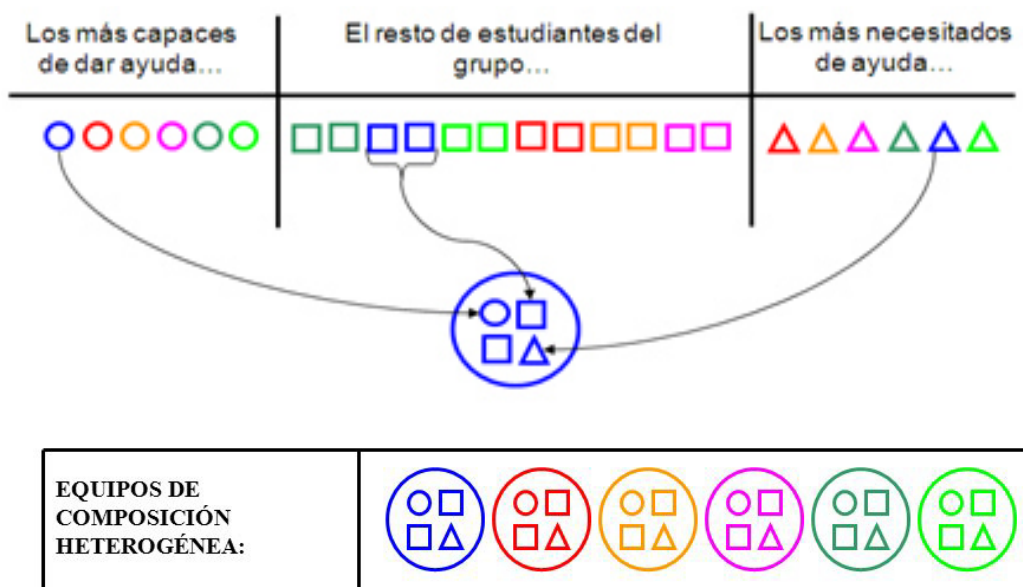 Los más capaces
de dar ayuda…
El resto de estudiantes del
grupo…
Los más necesitados
de ayuda…
EQUIPOS DE
COMPOSICIÓN
HETEROGÉNEA: